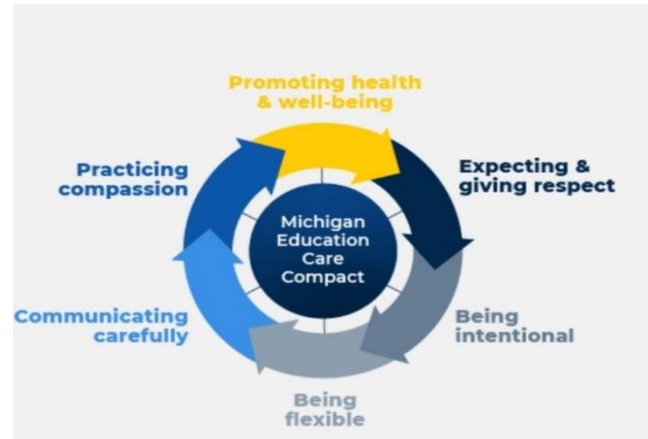 Promoting health
& well-being
Expecting &
giving respect
Being
intentional
Being
flexible
Communicating
carefully
Practicing
compassion
Michigan
Education
Care
Compact